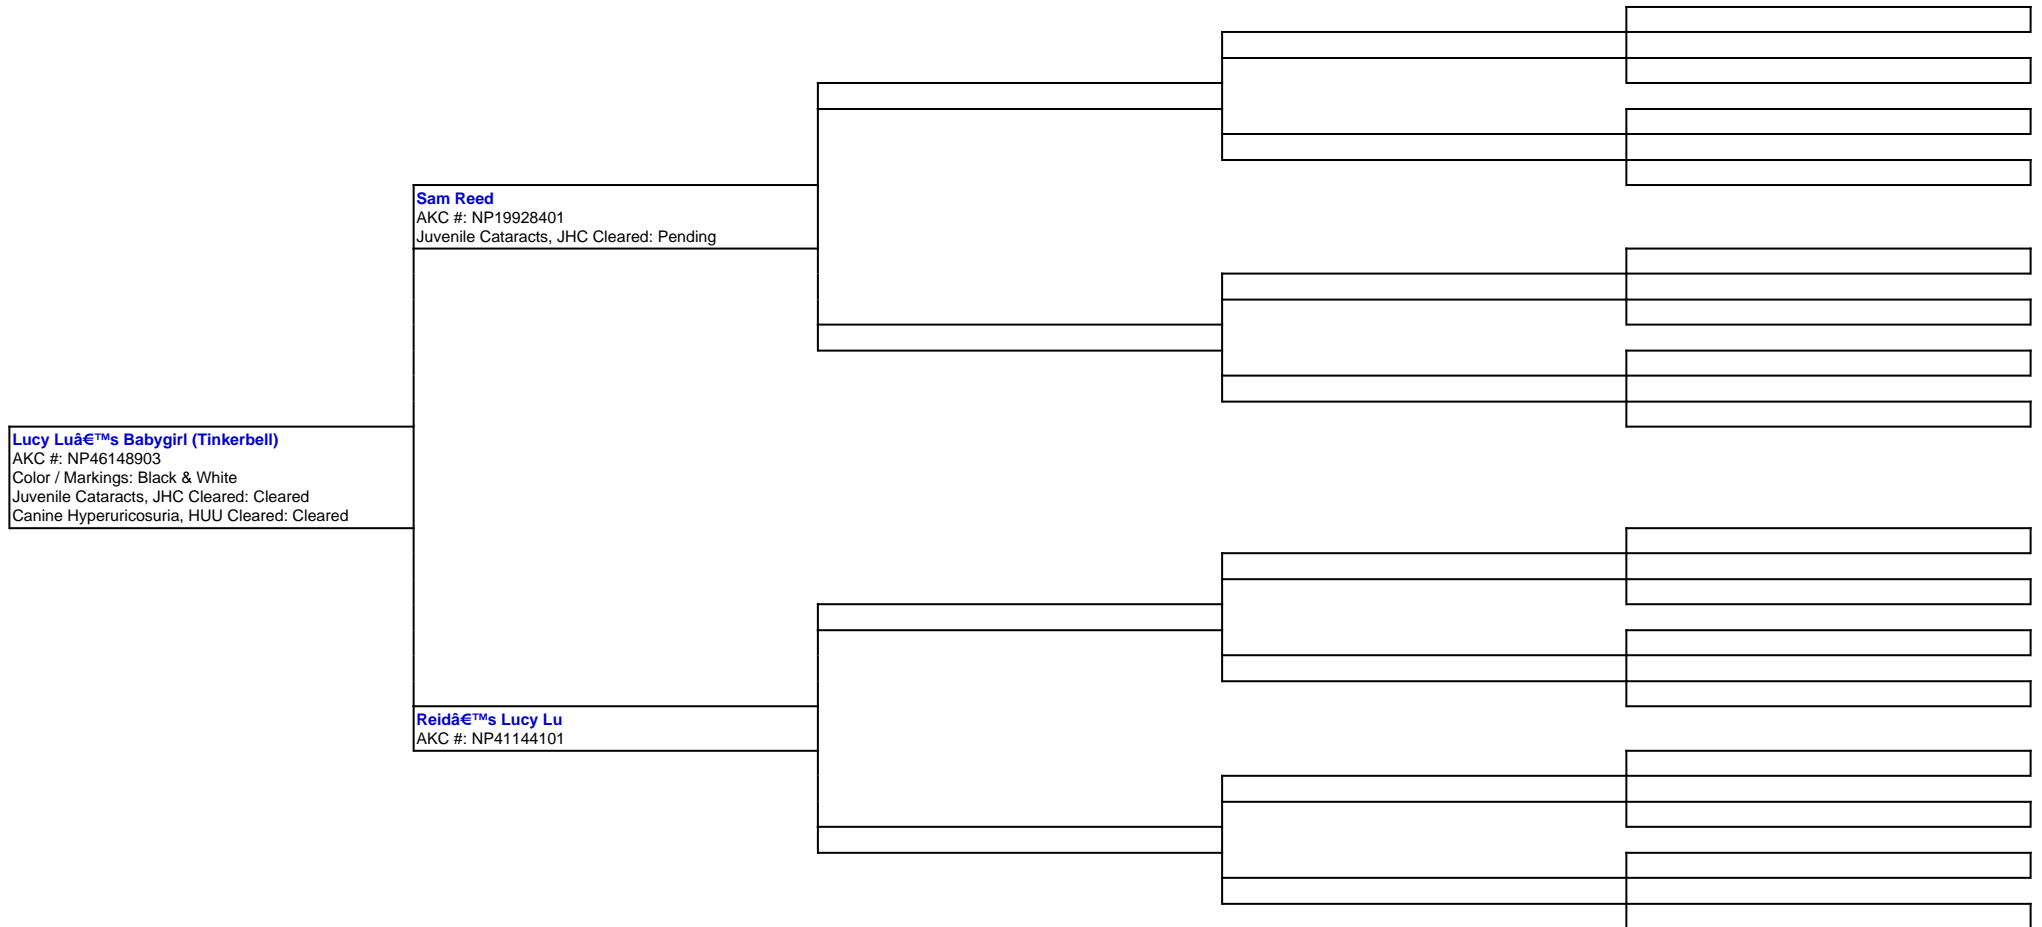 Sam Reed
AKC #: NP19928401
Juvenile Cataracts, JHC Cleared: Pending
Lucy Luâ€™s Babygirl (Tinkerbell)
AKC #: NP46148903
Color / Markings: Black & White
Juvenile Cataracts, JHC Cleared: Cleared
Canine Hyperuricosuria, HUU Cleared: Cleared
Reidâ€™s Lucy Lu
AKC #: NP41144101